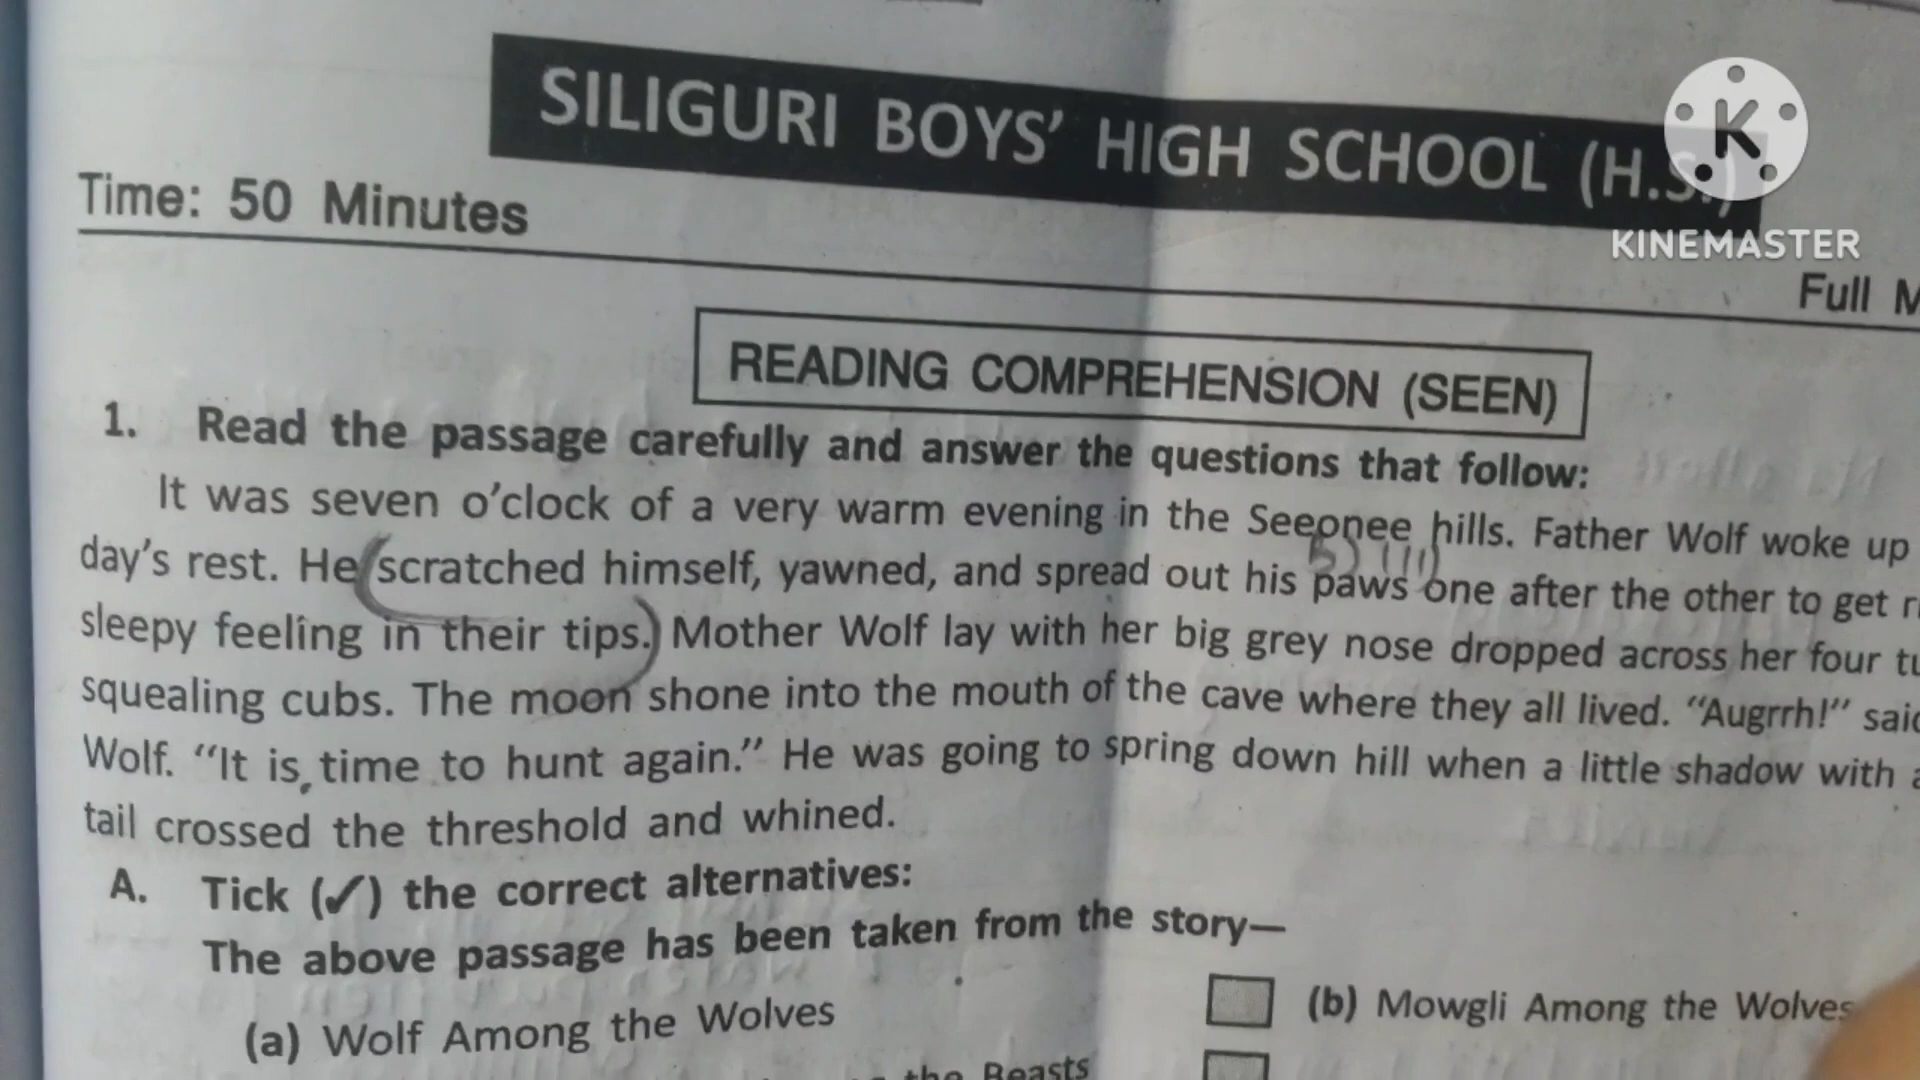 SILIGURI BOYS' HIGH SCHOOL (H.S.)
K
KINEMASTER
Time: 50 Minutes
Full
READING COMPREHENSION (SEEN)
1. Read the passage carefully and answer the questions that follow:
It was seven o'clock of a very warm evening in the Seeonee hills. Father Wolf woke up
day's rest. He (scratched himself, yawned, and spread out his paws one after the other to get
sleepy feeling in their tips.) Mother Wolf lay with her big grey nose dropped across her four
squealing cubs. The moon shone into the mouth of the cave where they all lived. "Augrrh!"
Wolf. "It is time to hunt again." He was going to spring down hill when a little shadow with
tail crossed the threshold and whined.
A. Tick (✓) the correct alternatives:
The above passage has been taken from the story—
(a) Wolf Among the Wolves (b) Mowgli Among the Wolves
the Beasts